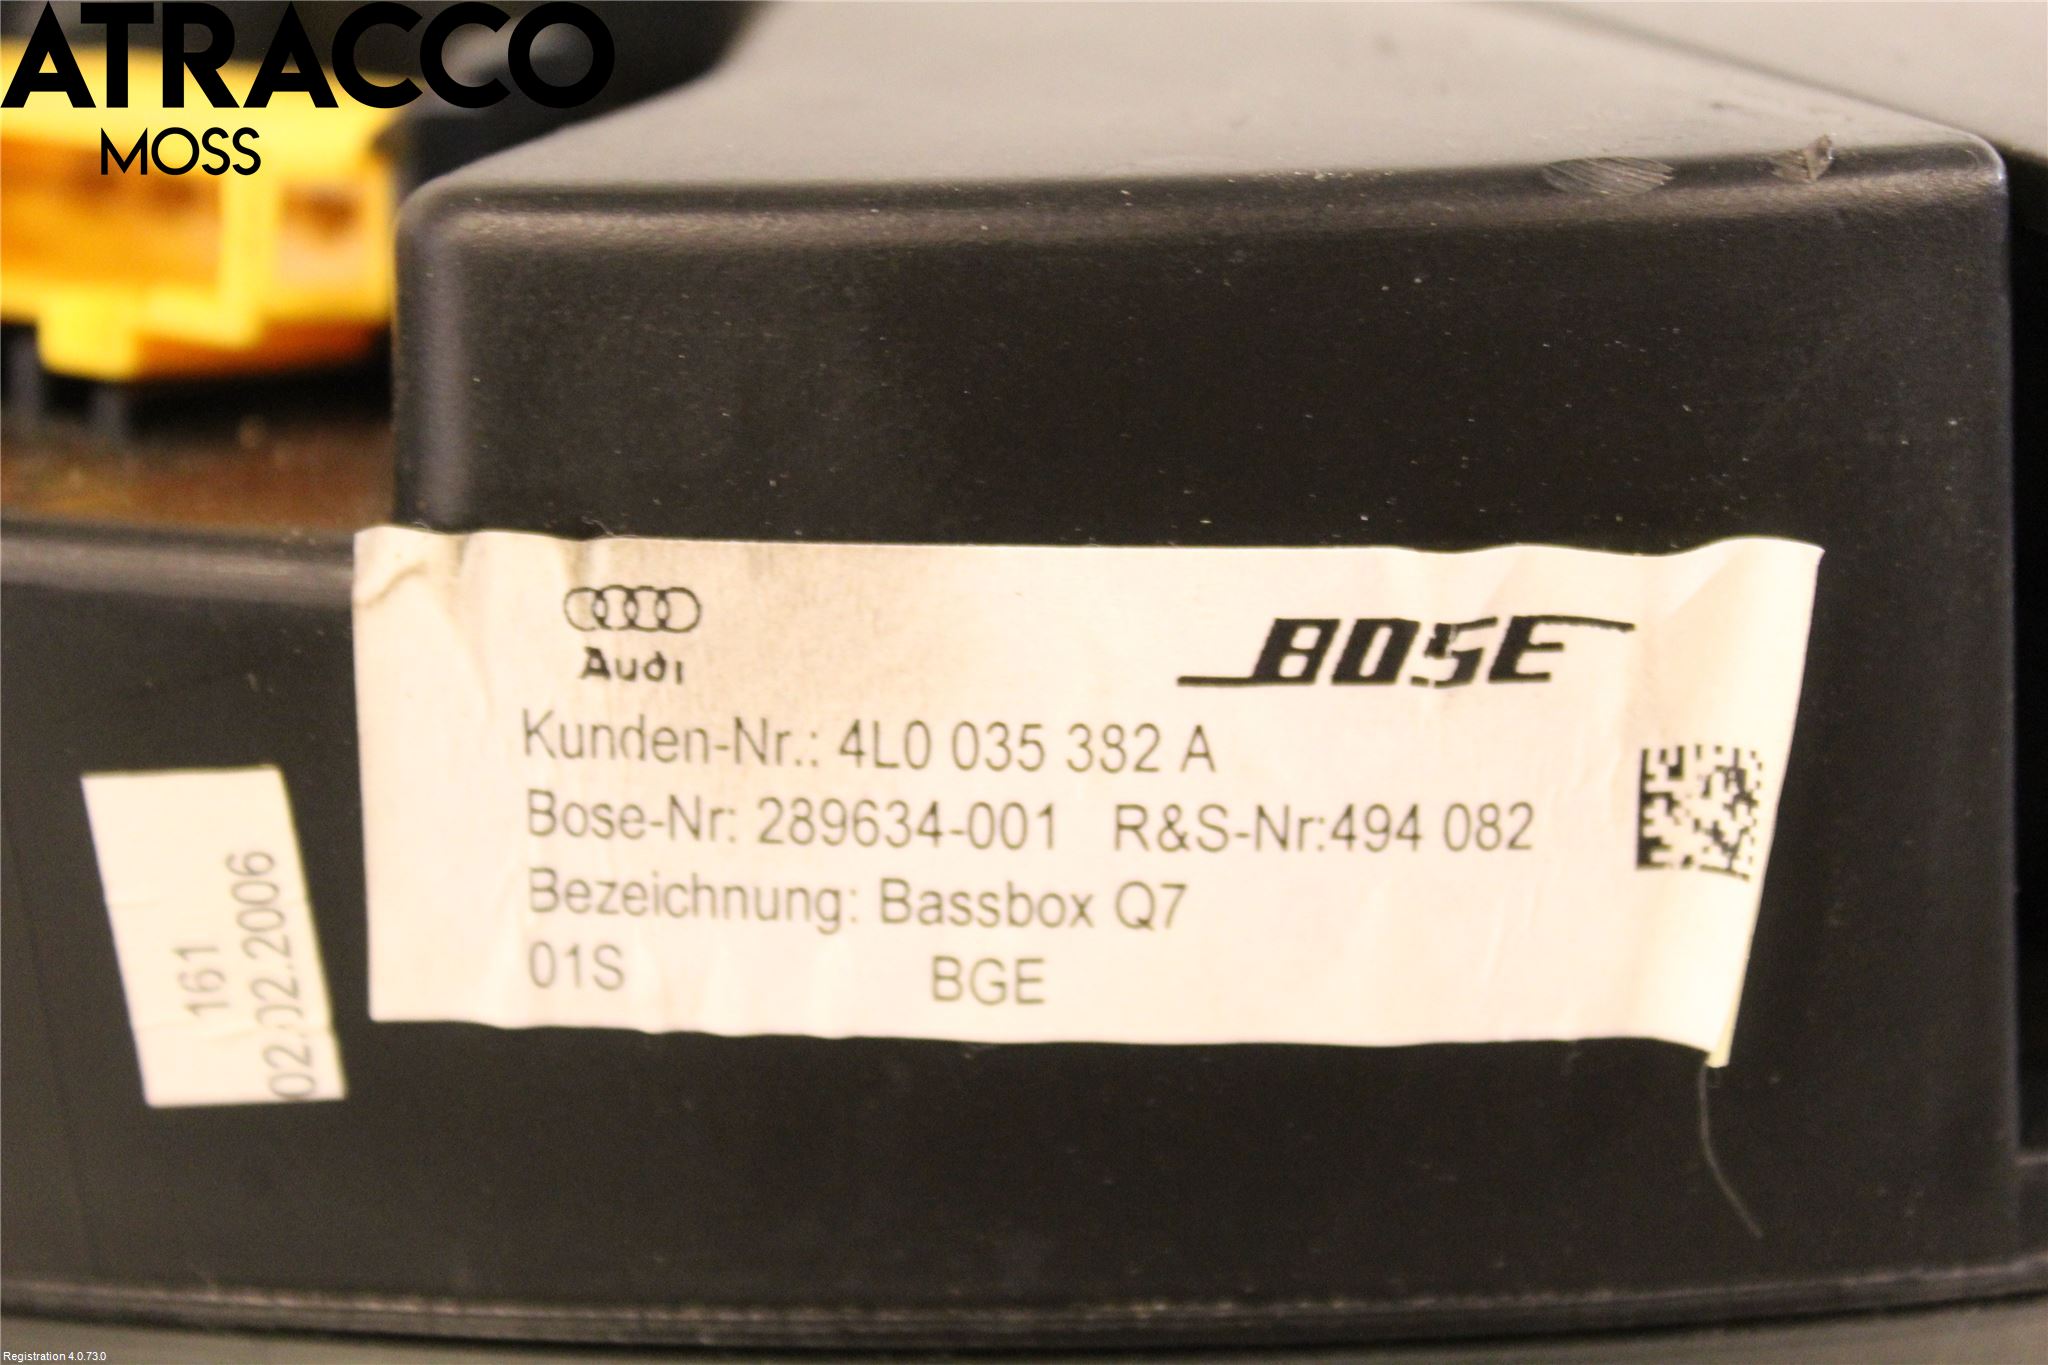 ATRACCO
MOSS
Audi
BOSE
Kunden-Nr.: 4L0 035 382 A
Bose-Nr: 289634-001 R&S-Nr:494 082
Bezeichnung: Bassbox Q7
01S BGE
161
02.02.2006
Registration 4.0.73.0